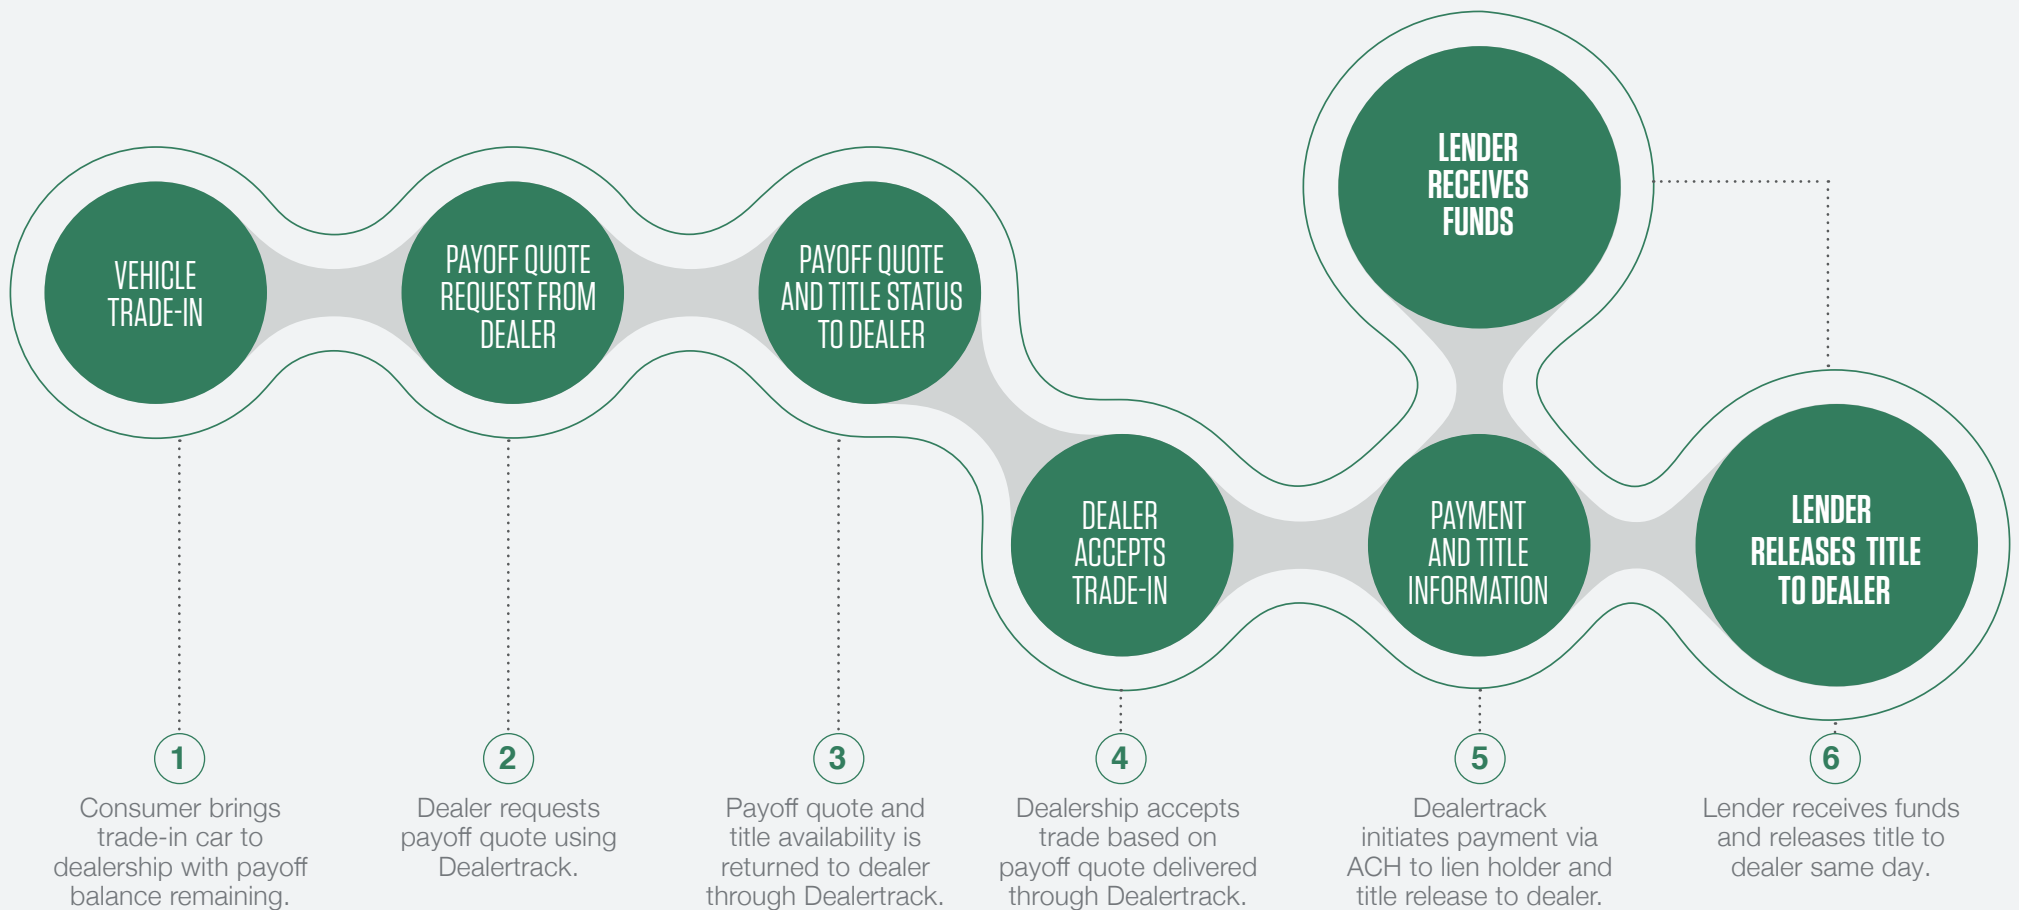 VEHICLE
TRADE-IN
PAYOFF QUOTE
REQUEST FROM
DEALER
PAYOFF QUOTE
AND TITLE STATUS
TO DEALER
DEALER
ACCEPTS
TRADE-IN
PAYMENT
AND TITLE
INFORMATION
LENDER
RECEIVES
FUNDS
LENDER
RELEASES TITLE
TO DEALER
1
Consumer brings
trade-in car to
dealership with payoff
balance remaining.
2
Dealer requests
payoff quote using
Dealertrack.
3
Payoff quote and
title availability is
returned to dealer
through Dealertrack.
4
Dealership accepts
trade based on
payoff quote delivered
through Dealertrack.
5
Dealertrack
initiates payment via
ACH to lien holder and
title release to dealer.
6
Lender receives funds
and releases title to
dealer same day.